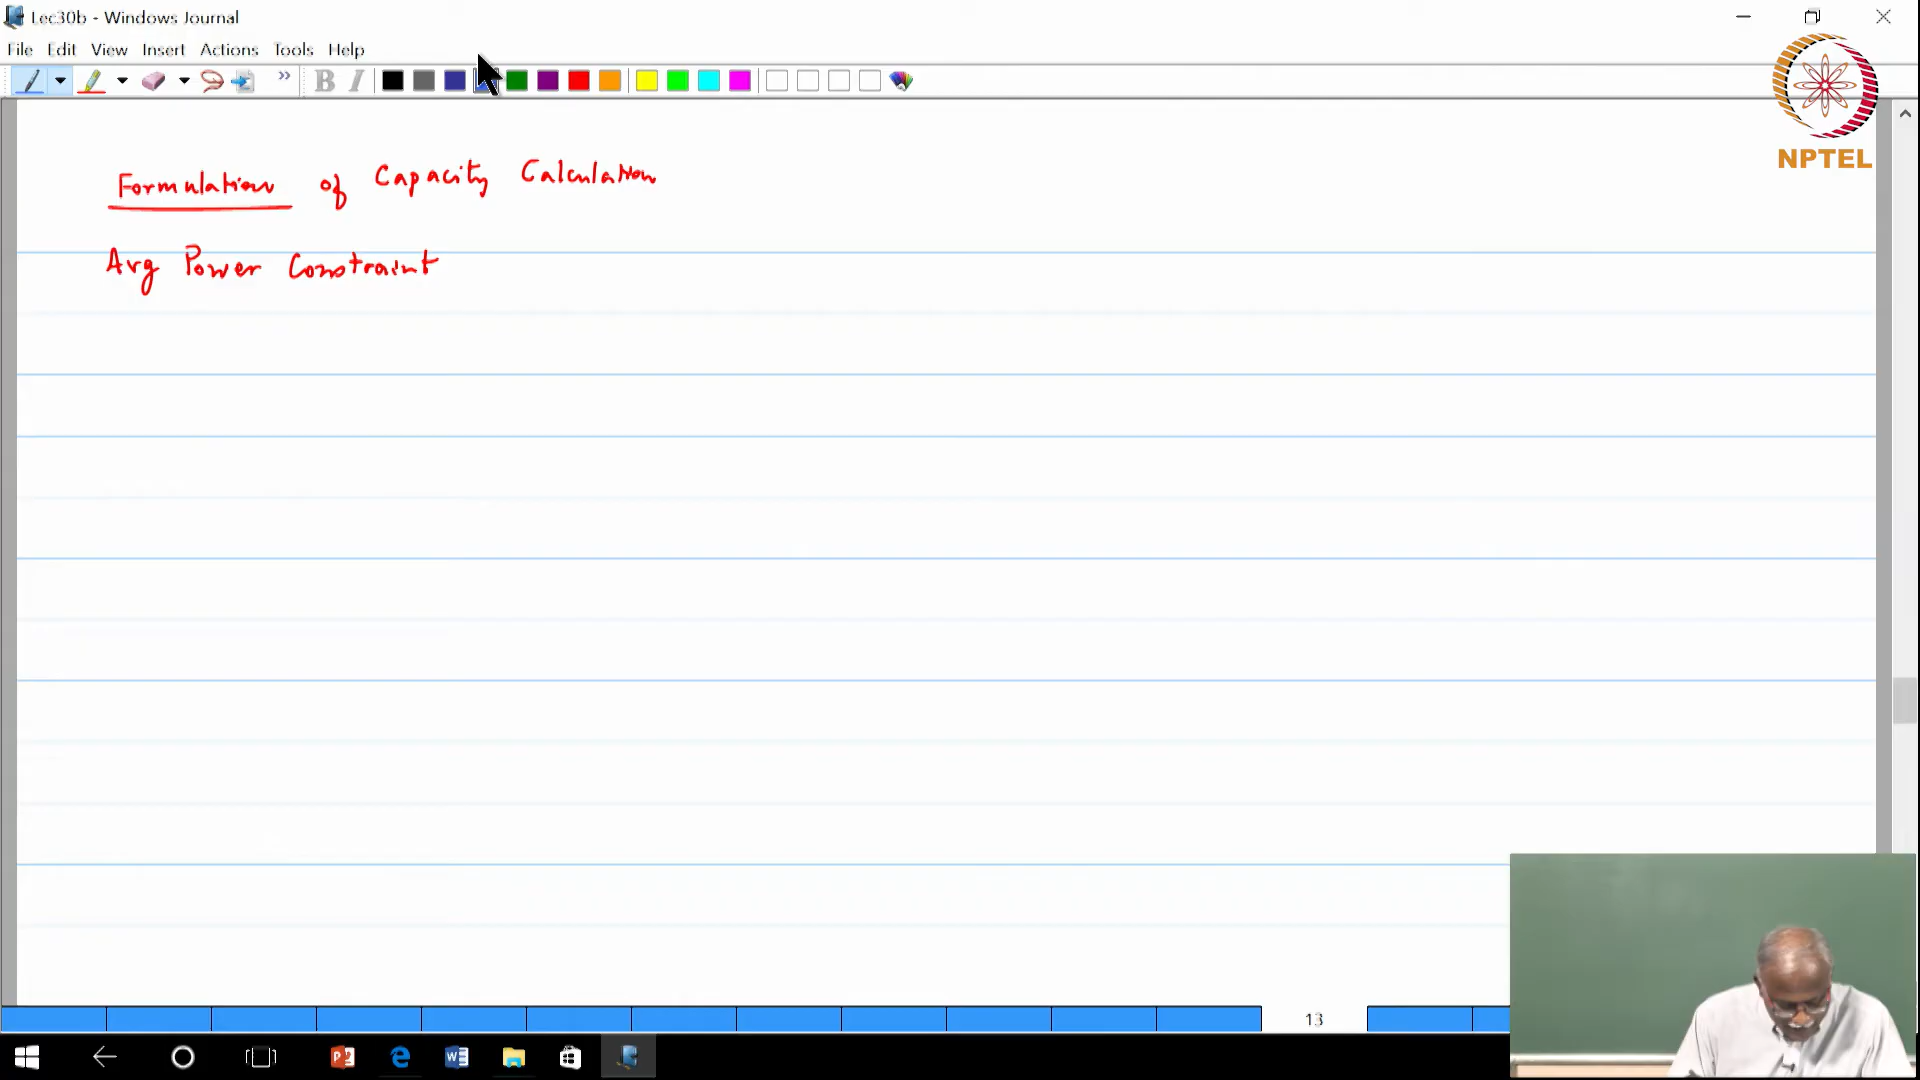 Lec30b - Windows Journal
File Edit View Insert Actions Tools Help
B I
NPTEL
Formulation of Capacity Calculation
Avg Power Constraint
13